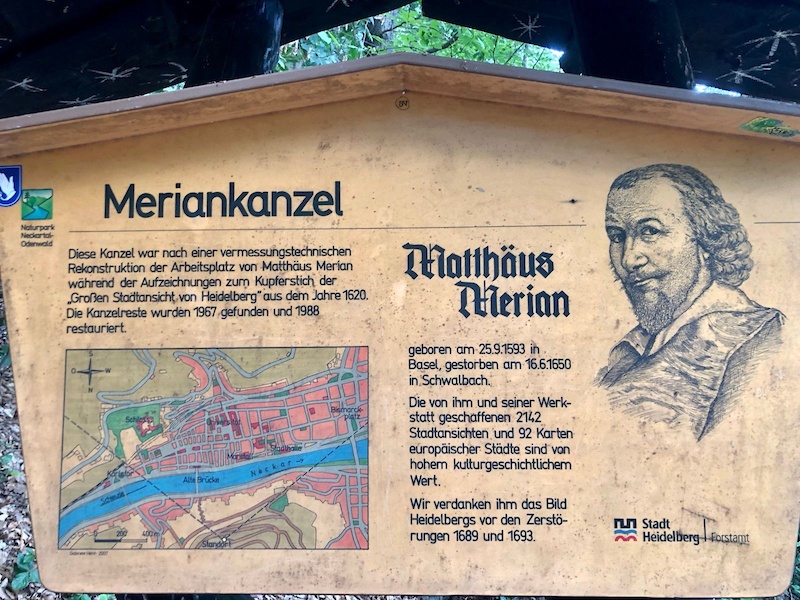 Meriankanzel
Naturpark
Neckartal-
Odenwald
Diese Kanzel war nach einer vermessungstechnischen
Rekonstruktion der Arbeitsplatz von Matthäus Merian
während der Aufzeichnungen zum Kupferstich der
„Großen Stadtansicht von Heidelberg" aus dem Jahre 1620.
Die Kanzelreste wurden 1967 gefunden und 1988
restauriert.
S
O
W
N
Schloß
Universität
Bismarck-
platz
Stadthalle
Marstall
Neckar →
Alte Brücke
Schleuse
0 200 400 m
Standort
Matthäus
Merian
geboren am 25.9.1593 in
Basel, gestorben am 16.6.1650
in Schwalbach.
Die von ihm und seiner Werk-
statt geschaffenen 2142
Stadtansichten und 92 Karten
europäischer Städte sind von
hohem kulturgeschichtlichem
Wert.
Wir verdanken ihm das Bild
Heidelbergs vor den Zerstö-
rungen 1689 und 1693.
Stadt
Heidelberg Forstamt